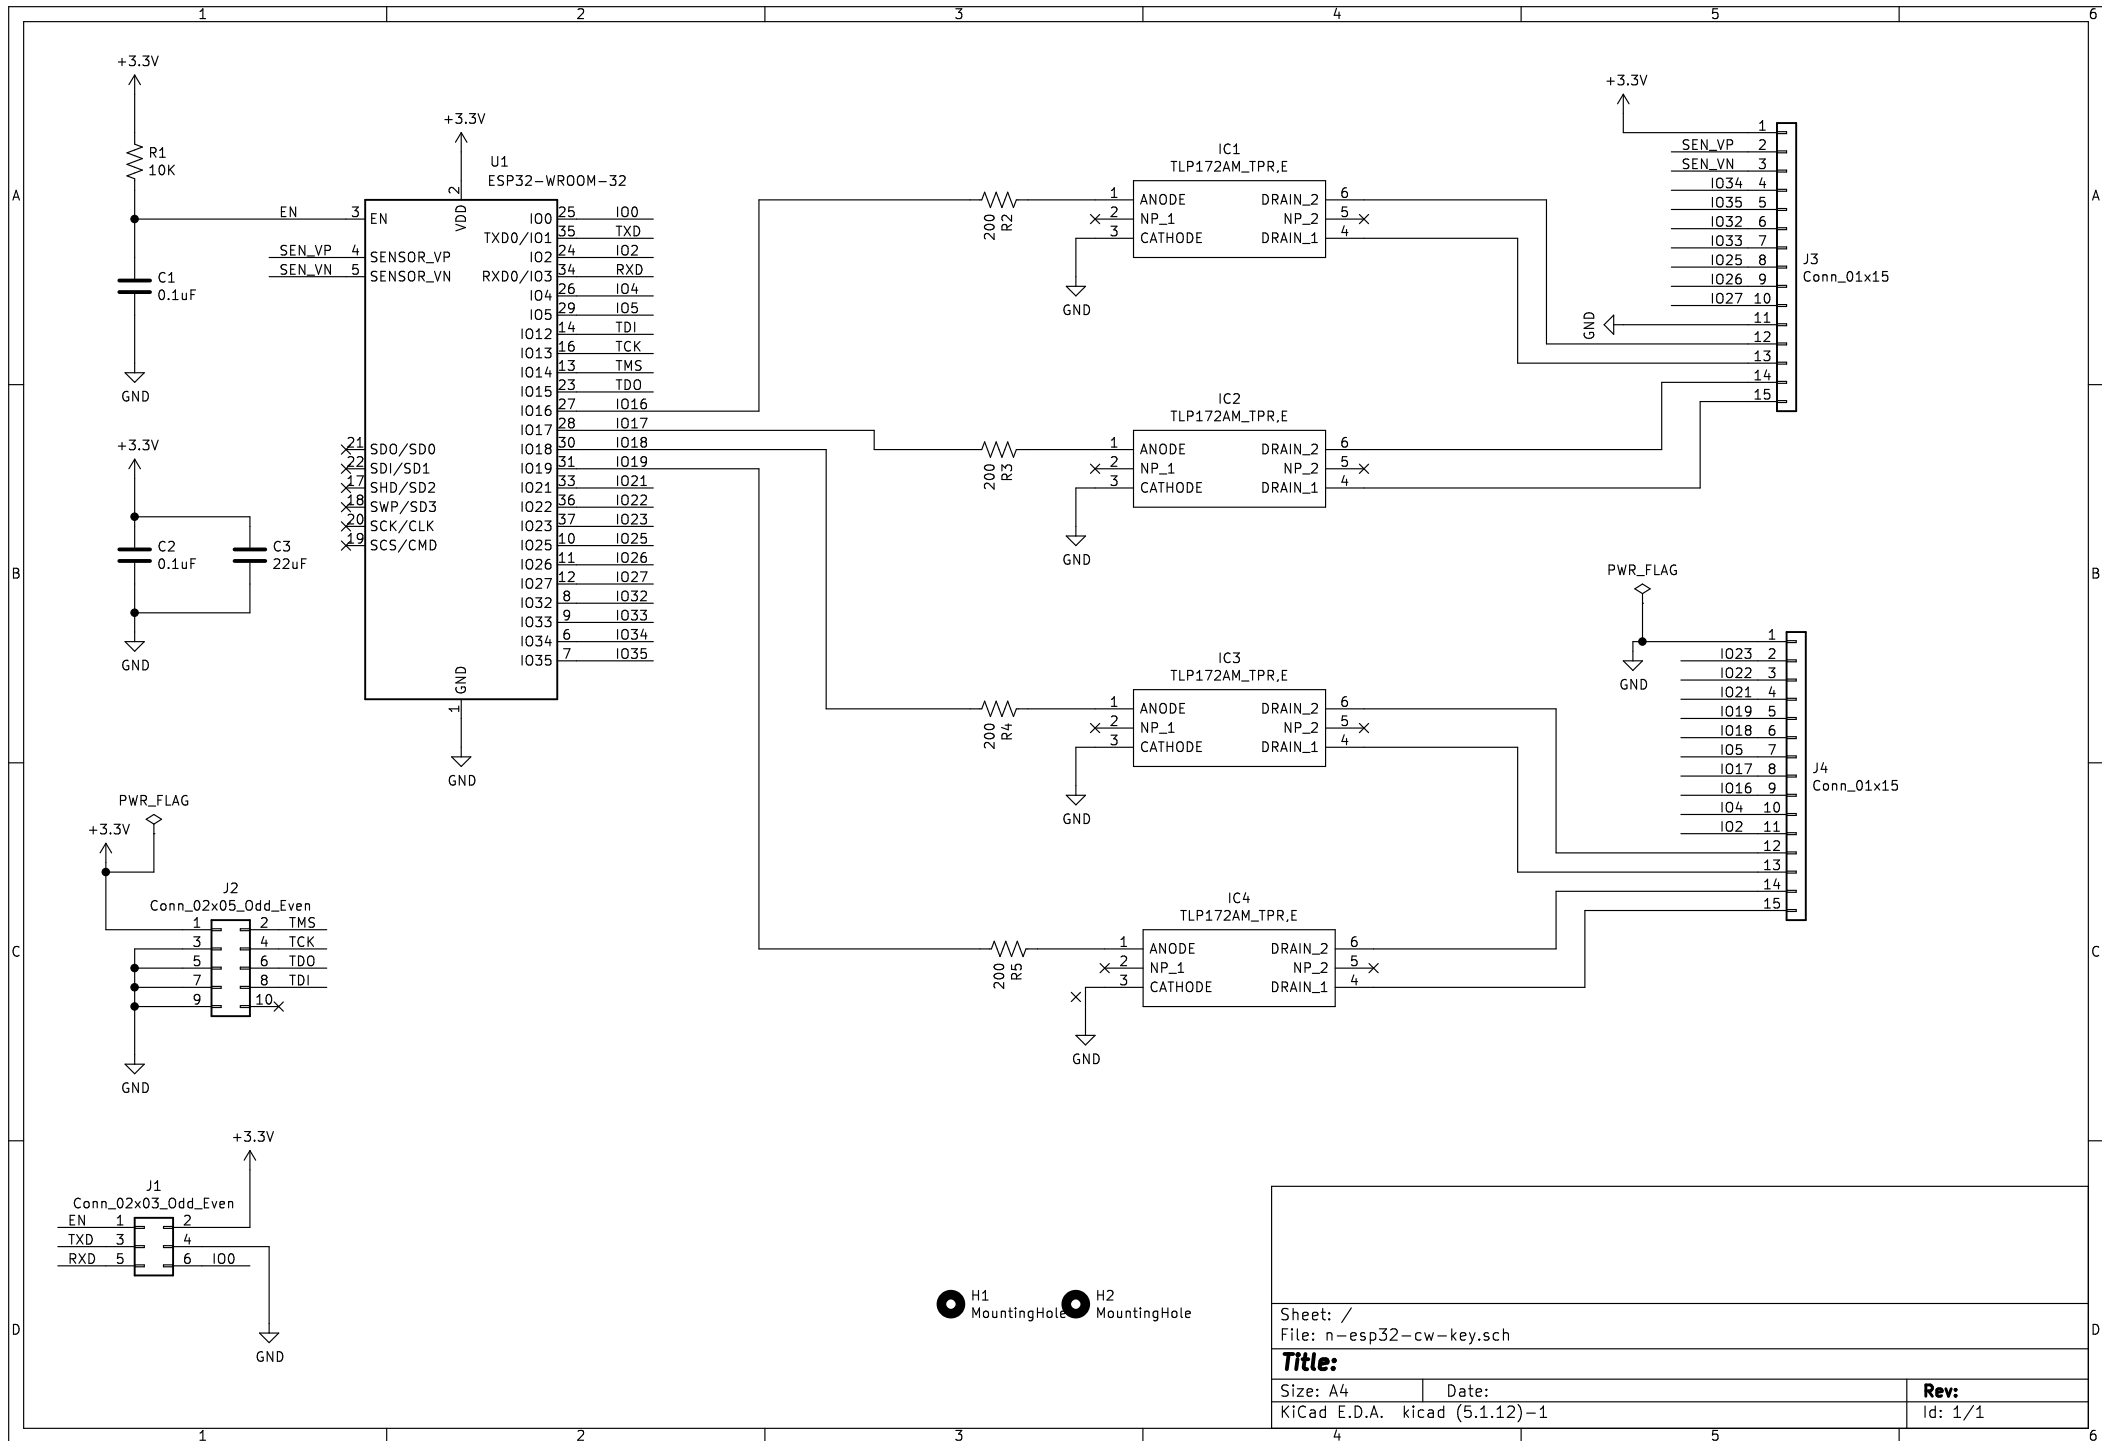 1 2 3 4 5 6
A
B
C
D
+3.3V
R1
10K
C1
0.1uF
GND
+3.3V
C2
0.1uF
C3
22uF
GND
+3.3V
U1
ESP32-WROOM-32
2
VDD
EN 3 EN
SEN_VP 4 SENSOR_VP
SEN_VN 5 SENSOR_VN
21 SDO/SD0
22 SDI/SD1
17 SHD/SD2
18 SWP/SD3
20 SCK/CLK
19 SCS/CMD
IO0 25 IO0
TXD0/IO1 35 TXD
IO2 24 IO2
RXD0/IO3 34 RXD
IO4 26 IO4
IO5 29 IO5
IO12 14 TDI
IO13 16 TCK
IO14 13 TMS
IO15 23 TDO
IO16 27 IO16
IO17 28 IO17
IO18 30 IO18
IO19 31 IO19
IO21 33 IO21
IO22 36 IO22
IO23 37 IO23
IO25 10 IO25
IO26 11 IO26
IO27 12 IO27
IO32 8 IO32
IO33 9 IO33
IO34 6 IO34
IO35 7 IO35
GND
1
GND
IC1
TLP172AM_TPR,E
200
R2
1 ANODE DRAIN_2 6
2 NP_1 NP_2 5
3 CATHODE DRAIN_1 4
GND
IC2
TLP172AM_TPR,E
200
R3
1 ANODE DRAIN_2 6
2 NP_1 NP_2 5
3 CATHODE DRAIN_1 4
GND
IC3
TLP172AM_TPR,E
200
R4
1 ANODE DRAIN_2 6
2 NP_1 NP_2 5
3 CATHODE DRAIN_1 4
GND
IC4
TLP172AM_TPR,E
200
R5
1 ANODE DRAIN_2 6
2 NP_1 NP_2 5
3 CATHODE DRAIN_1 4
GND
+3.3V
1
SEN_VP 2
SEN_VN 3
IO34 4
IO35 5
IO32 6
IO33 7
IO25 8
IO26 9
IO27 10
GND 11
12
13
14
15
J3
Conn_01x15
PWR_FLAG
GND
1
IO23 2
IO22 3
IO21 4
IO19 5
IO18 6
IO5 7
IO17 8
IO16 9
IO4 10
IO2 11
12
13
14
15
J4
Conn_01x15
PWR_FLAG
+3.3V
J2
Conn_02x05_Odd_Even
1 2 TMS
3 4 TCK
5 6 TDO
7 8 TDI
9 10
GND
+3.3V
J1
Conn_02x03_Odd_Even
EN 1 2
TXD 3 4
RXD 5 6 IO0
GND
H1
MountingHole
H2
MountingHole
Sheet: /
File: n-esp32-cw-key.sch
Title:
Size: A4 Date: Rev:
KiCad E.D.A. kicad (5.1.12)-1 Id: 1/1
A
B
C
D
1 2 3 4 5 6